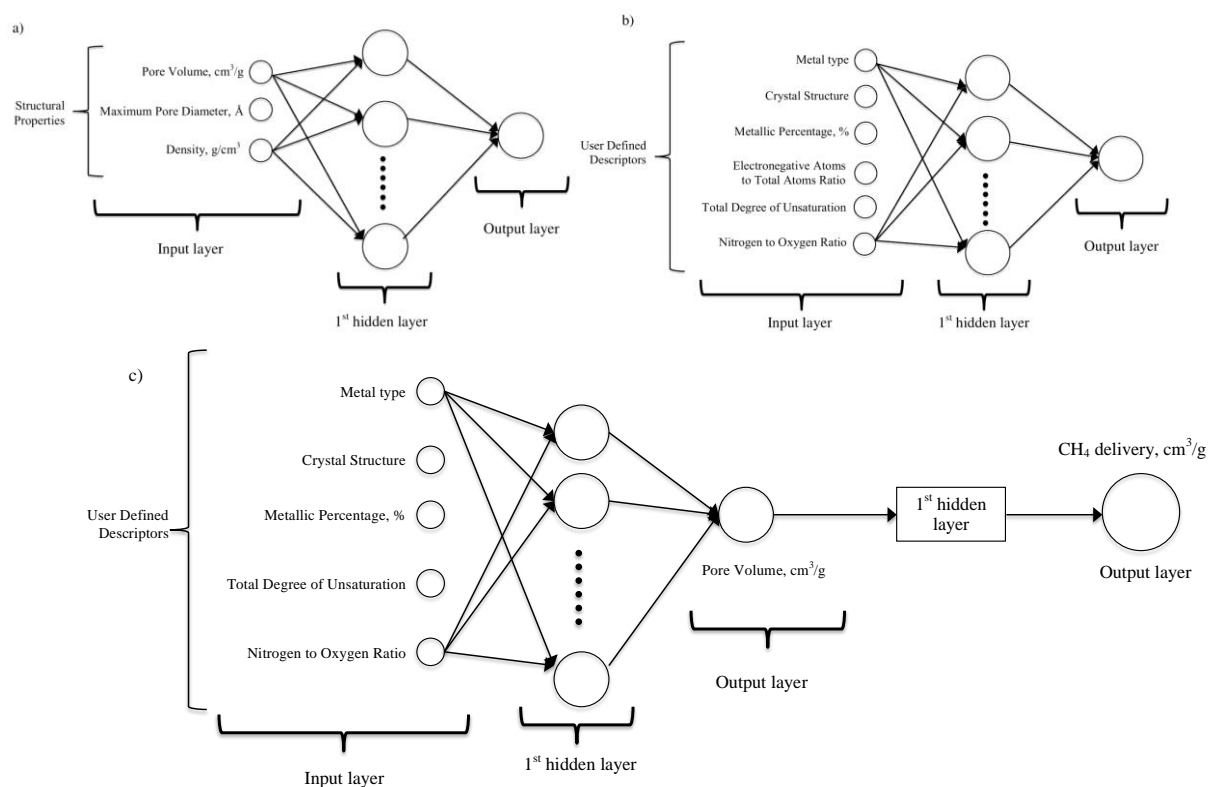 a)
Structural
Properties
Pore Volume, cm³/g
Maximum Pore Diameter, Å
Density, g/cm³
Input layer
1st hidden layer
Output layer
b)
User Defined
Descriptors
Metal type
Crystal Structure
Metallic Percentage, %
Electronegative Atoms
to Total Atoms Ratio
Total Degree of Unsaturation
Nitrogen to Oxygen Ratio
Input layer
1st hidden layer
Output layer
c)
User Defined
Descriptors
Metal type
Crystal Structure
Metallic Percentage, %
Total Degree of Unsaturation
Nitrogen to Oxygen Ratio
Input layer
1st hidden layer
Pore Volume, cm³/g
Output layer
1st hidden
layer
CH₄ delivery, cm³/g
Output layer